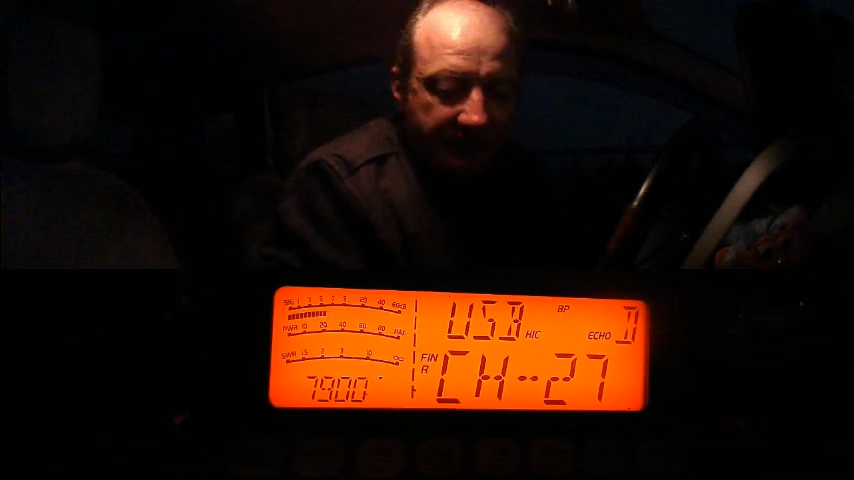 SIG 1 3 5 7 9 20 40 60dB
USB HIC BP ECHO D
PWR 10 20 40 60 80 MAX
SWR 1.5 2 3 10 ∞
FIN R CH--27
7900